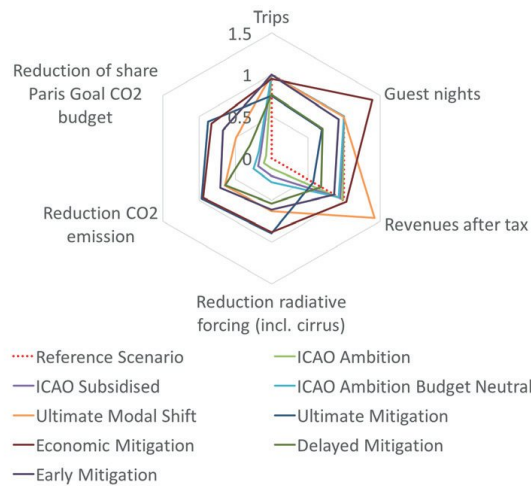 Trips
1.5
1
0.5
0
Reduction of share
Paris Goal CO2
budget
Guest nights
Reduction CO2
emission
Revenues after tax
Reduction radiative
forcing (incl. cirrus)
Reference Scenario
ICAO Ambition
ICAO Subsidised
ICAO Ambition Budget Neutral
Ultimate Modal Shift
Ultimate Mitigation
Economic Mitigation
Delayed Mitigation
Early Mitigation